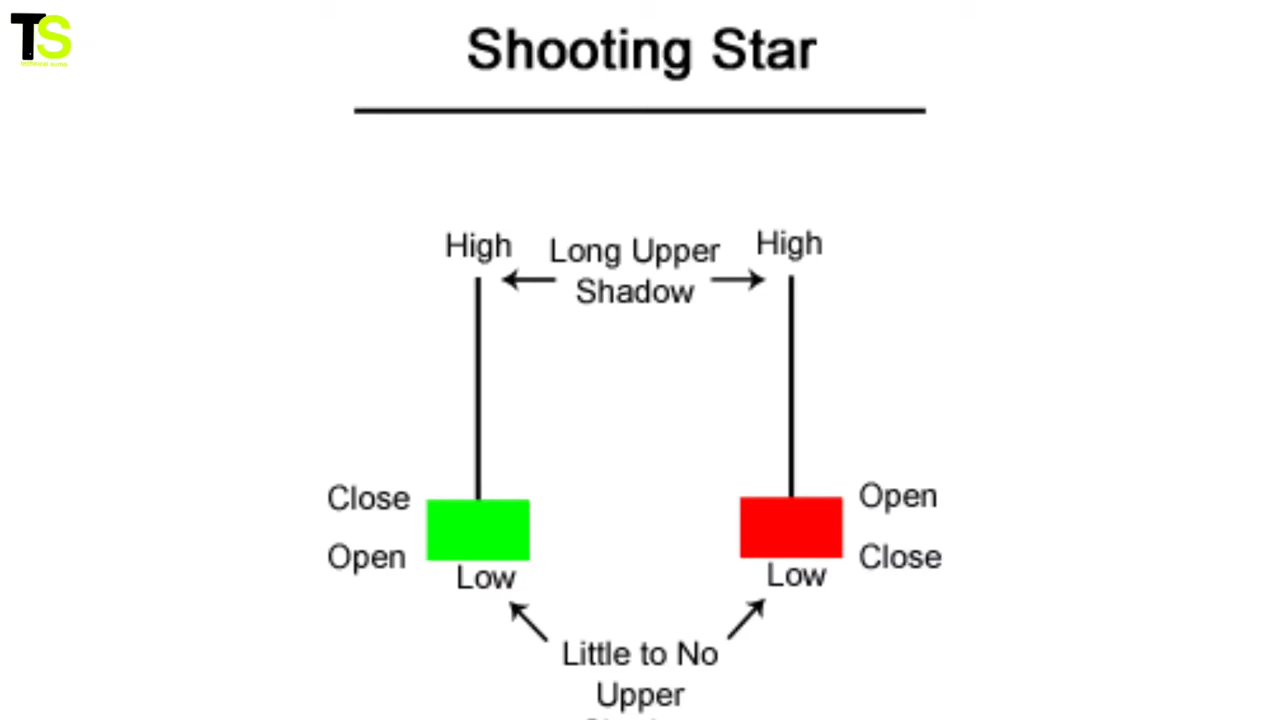 TS
Shooting Star
High
Long Upper
Shadow
High
Close
Open
Low
Open
Close
Low
Little to No
Upper